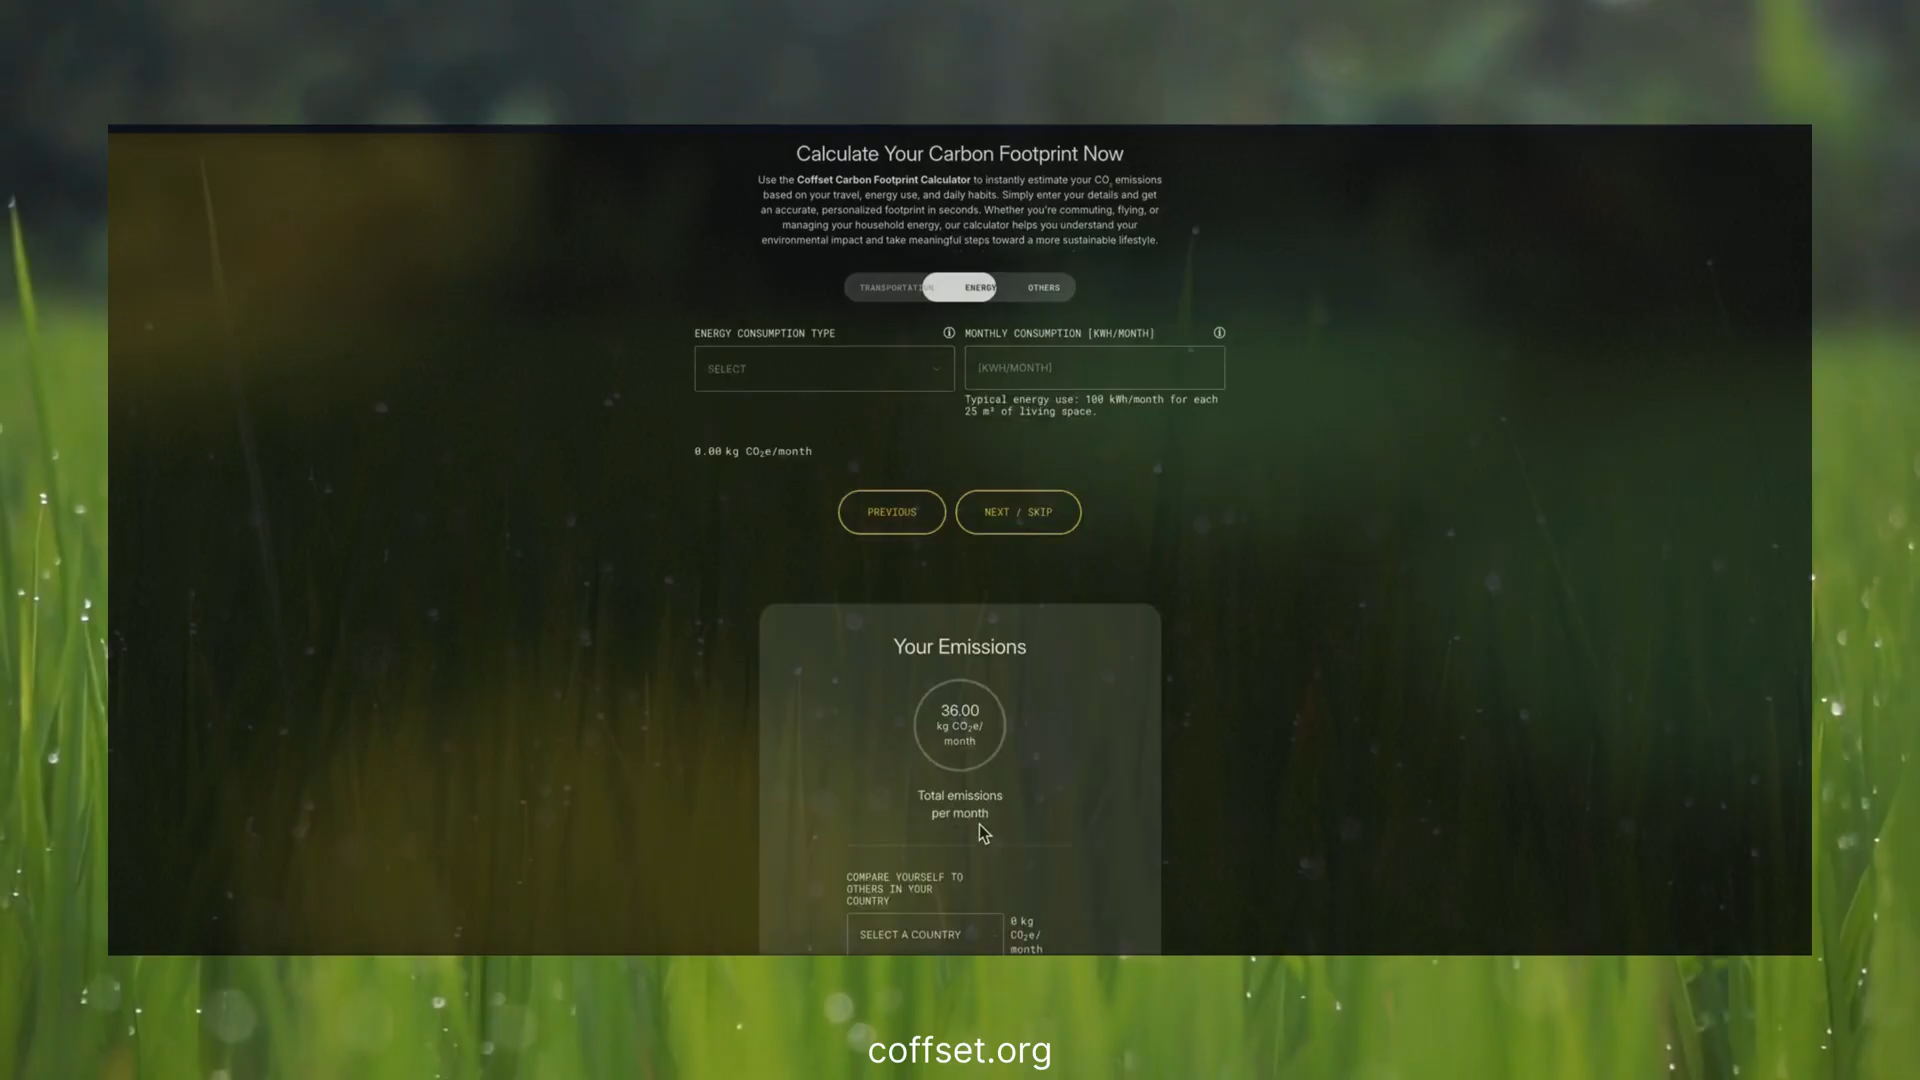 Calculate Your Carbon Footprint Now
Use the Coffset Carbon Footprint Calculator to instantly estimate your CO₂ emissions
based on your travel, energy use, and daily habits. Simply enter your details and get
an accurate, personalized footprint in seconds. Whether you're commuting, flying, or
managing your household energy, our calculator helps you understand your
environmental impact and take meaningful steps toward a more sustainable lifestyle.
TRANSPORTATION ENERGY OTHERS
ENERGY CONSUMPTION TYPE MONTHLY CONSUMPTION [KWH/MONTH]
SELECT [KWH/MONTH]
Typical energy use: 100 kWh/month for each
25 m² of living space.
0.00 kg CO₂e/month
PREVIOUS NEXT / SKIP
Your Emissions
36.00
kg CO₂e/
month
Total emissions
per month
COMPARE YOURSELF TO
OTHERS IN YOUR
COUNTRY
SELECT A COUNTRY
0 kg
CO₂e/
month
coffset.org